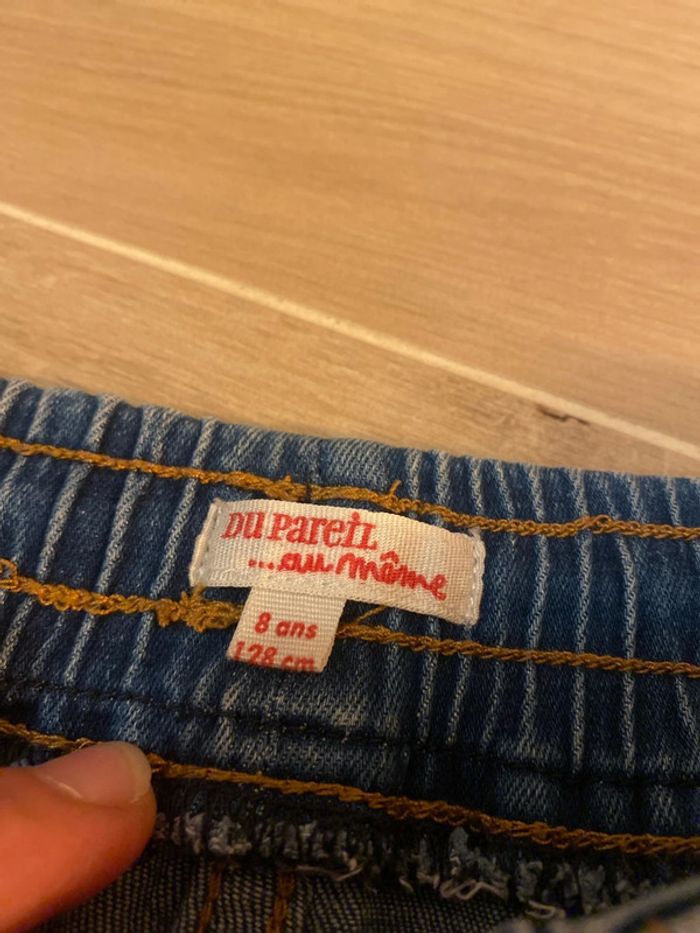 DU PAREIL
...au même
8 ans
128 cm